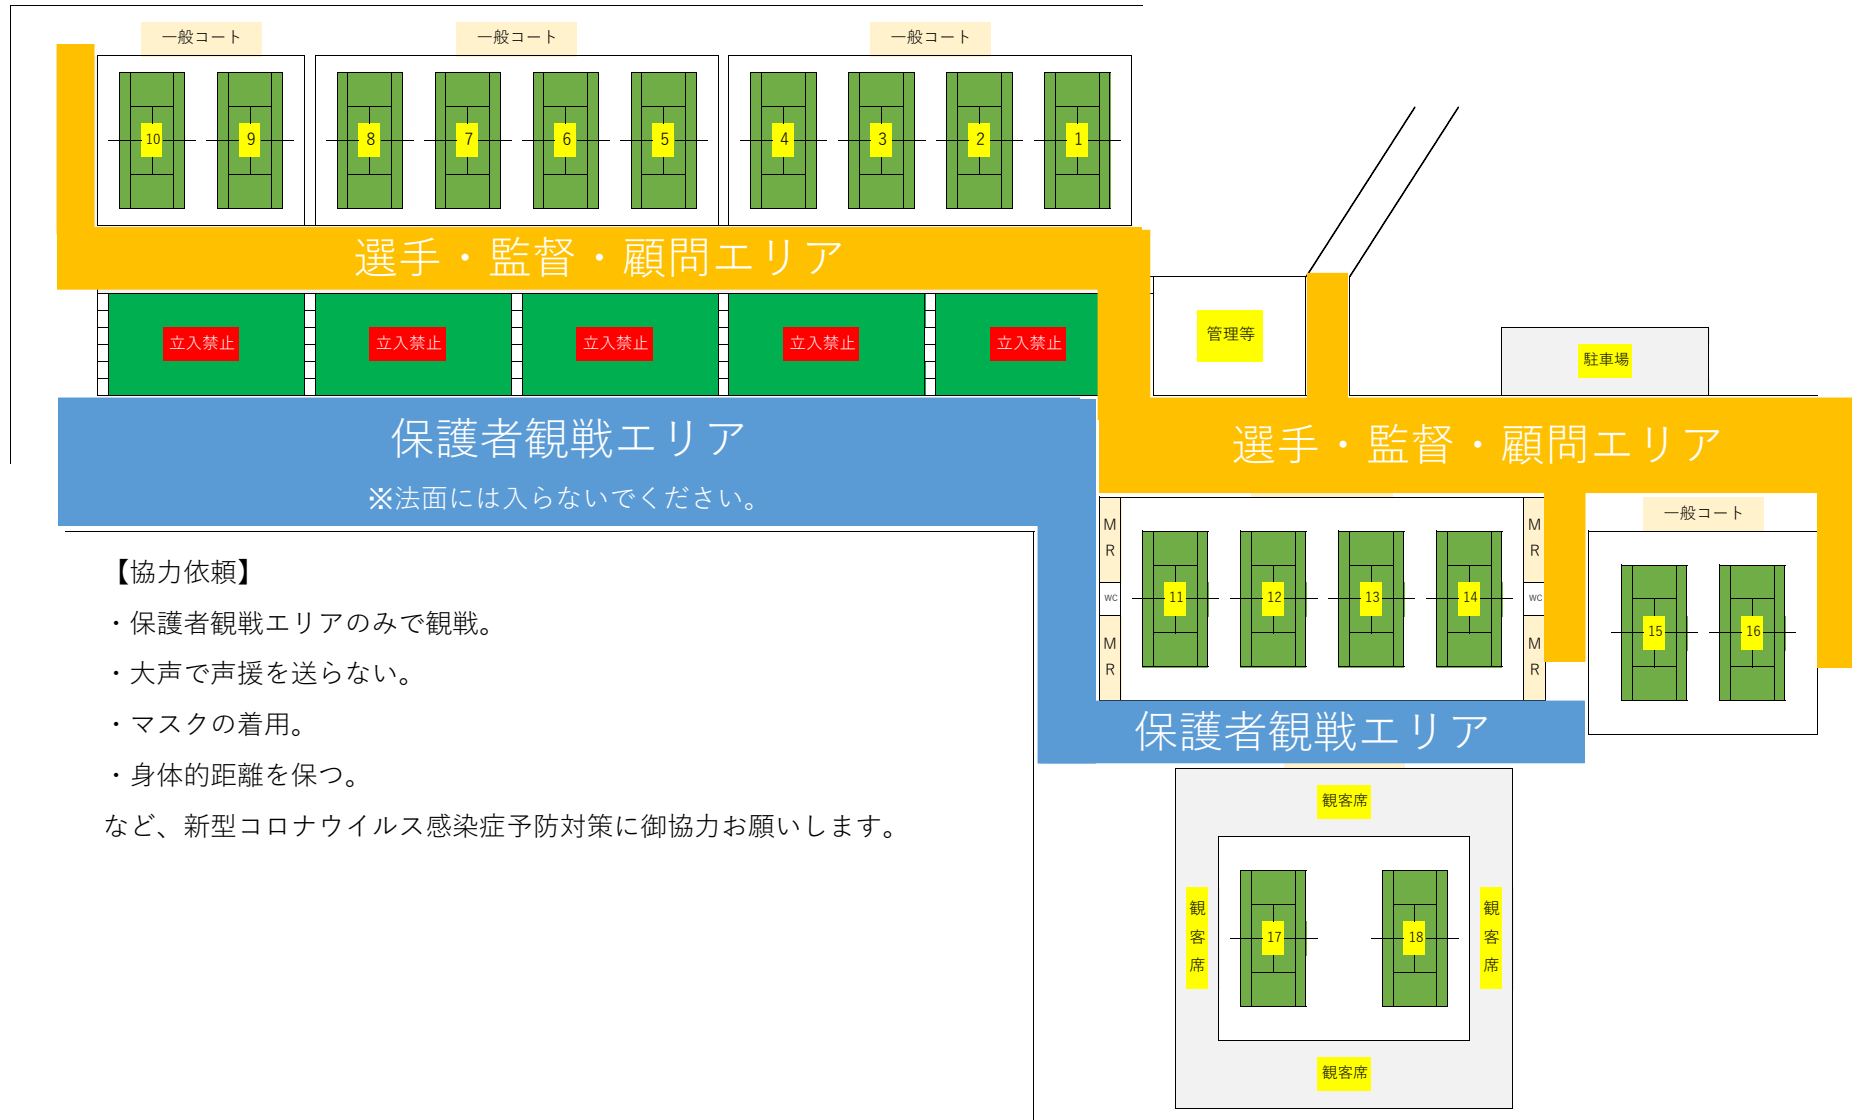 一般コート
一般コート
一般コート
10
9
8
7
6
5
4
3
2
1
選手・監督・顧問エリア
立入禁止
立入禁止
立入禁止
立入禁止
立入禁止
管理等
駐車場
保護者観戦エリア
※法面には入らないでください。
選手・監督・顧問エリア
一般コート
MR
MR
WC
WC
MR
MR
11
12
13
14
15
16
【協力依頼】
・保護者観戦エリアのみで観戦。
・大声で声援を送らない。
・マスクの着用。
・身体的距離を保つ。
など、新型コロナウイルス感染症予防対策に御協力お願いします。
保護者観戦エリア
観客席
観客席
17
18
観客席
観客席